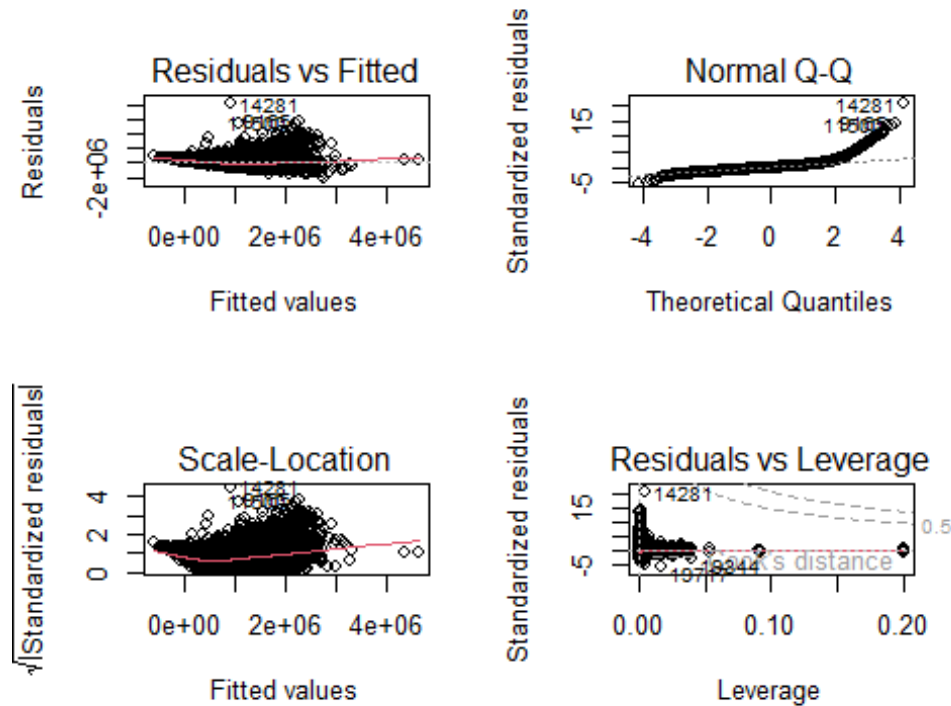 Residuals vs Fitted
Residuals
-2e+06
14281
0e+00 2e+06 4e+06
Fitted values
Normal Q-Q
Standardized residuals
-5 15
14281
-4 -2 0 2 4
Theoretical Quantiles
Scale-Location
√|Standardized residuals|
0 2 4
14281
0e+00 2e+06 4e+06
Fitted values
Residuals vs Leverage
Standardized residuals
-5 15
14281
0.5
Cook's distance
0.00 0.10 0.20
Leverage